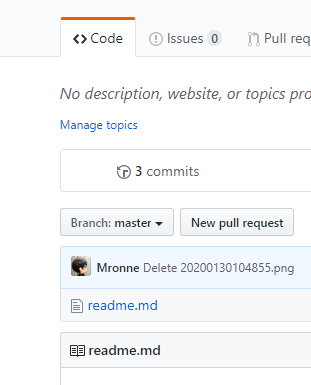 Code Issues 0 Pull req
No description, website, or topics pro
Manage topics
3 commits
Branch: master New pull request
Mronne Delete 20200130104855.png
readme.md
readme.md